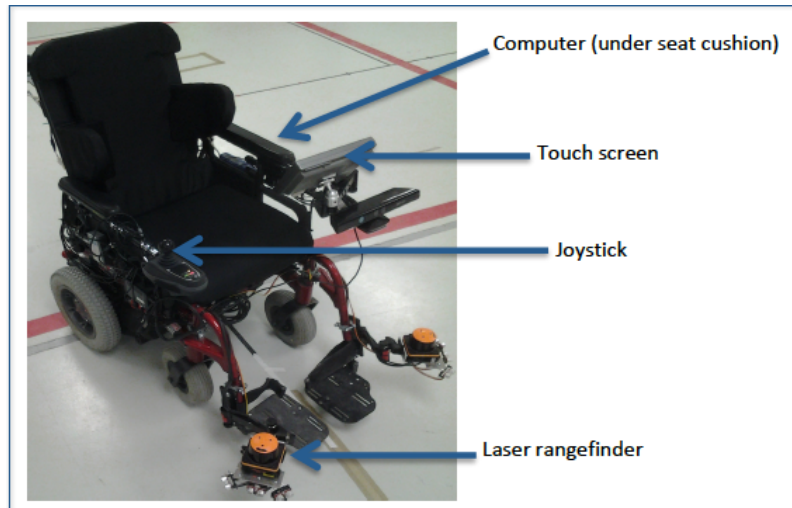 Computer (under seat cushion)
Touch screen
Joystick
Laser rangefinder